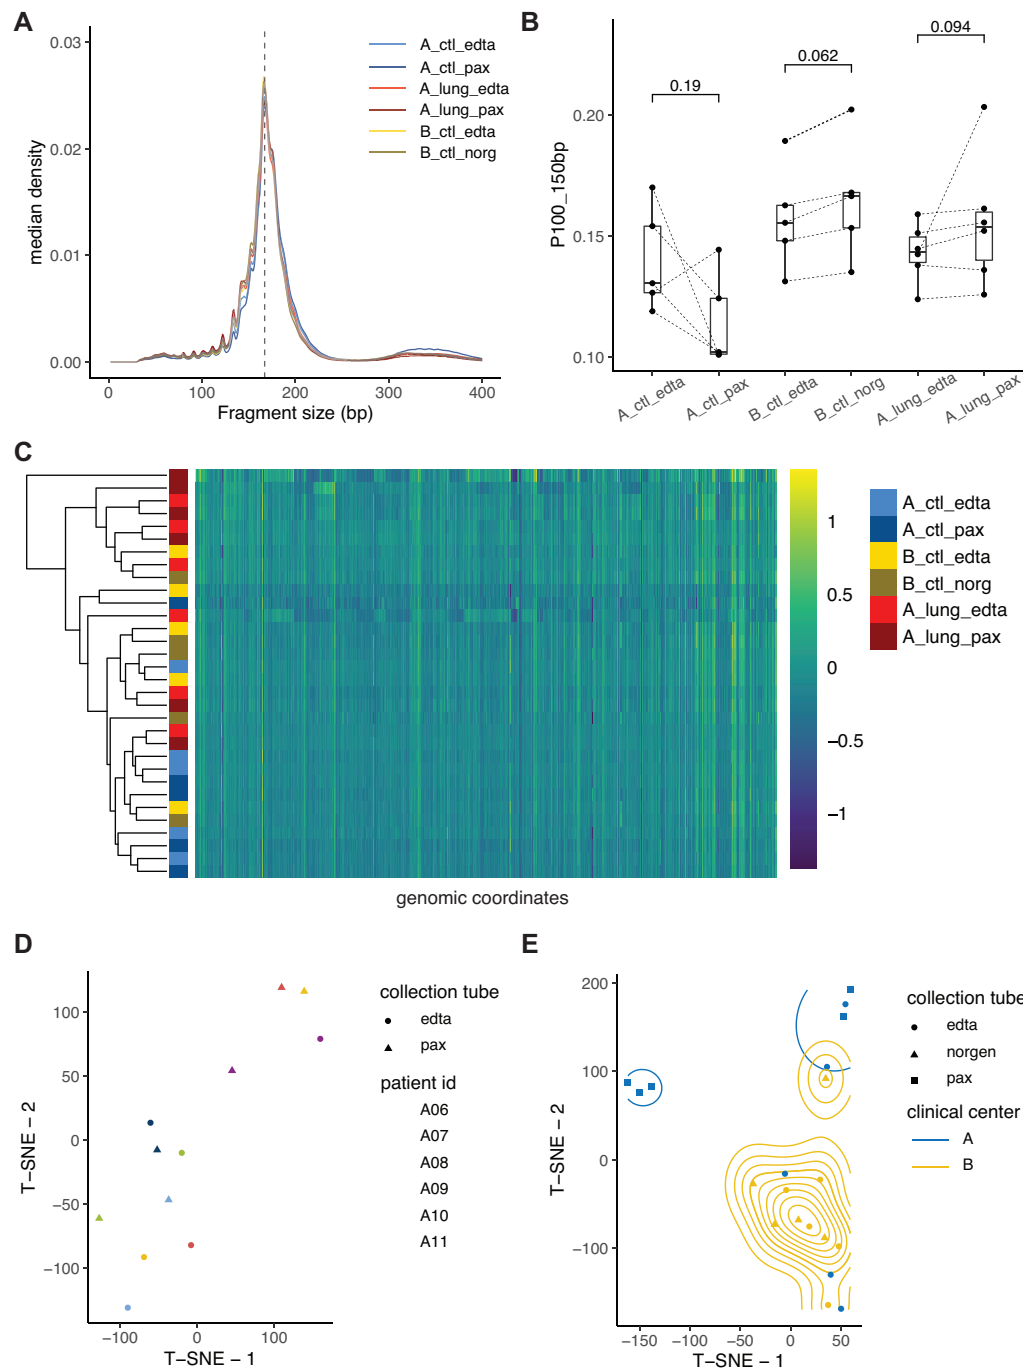 A
0.03
0.02
0.01
0.00
median density
0
100
200
300
400
Fragment size (bp)
A_ctl_edta
A_ctl_pax
A_lung_edta
A_lung_pax
B_ctl_edta
B_ctl_norg
B
0.094
0.062
0.19
0.20
0.15
0.10
P100_150bp
A_ctl_edta
A_ctl_pax
B_ctl_edta
B_ctl_norg
A_lung_edta
A_lung_pax
C
1
0.5
0
−0.5
−1
A_ctl_edta
A_ctl_pax
B_ctl_edta
B_ctl_norg
A_lung_edta
A_lung_pax
genomic coordinates
D
100
50
0
−50
−100
T−SNE − 2
−100
0
100
T−SNE − 1
collection tube
edta
pax
patient id
A06
A07
A08
A09
A10
A11
E
200
100
0
−100
T−SNE − 2
−150
−100
−50
0
50
T−SNE − 1
collection tube
edta
norgen
pax
clinical center
A
B